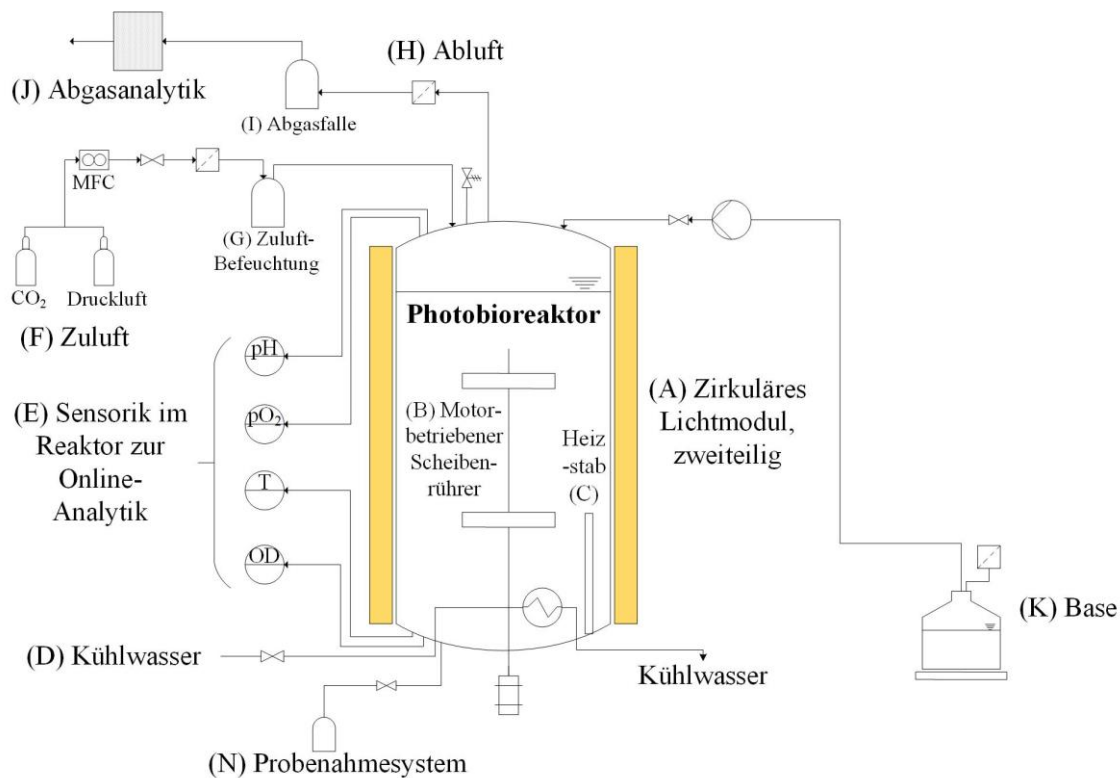 (H) Abluft
(J) Abgasanalytik
(I) Abgasfalle
MFC
(G) Zuluft-
Befeuchtung
CO₂
Druckluft
(F) Zuluft
Photobioreaktor
pH
(E) Sensorik im
Reaktor zur
Online-
Analytik
pO₂
T
OD
(B) Motor-
betriebener
Scheiben-
rührer
Heiz
-stab
(C)
(A) Zirkuläres
Lichtmodul,
zweiteilig
(K) Base
(D) Kühlwasser
Kühlwasser
(N) Probenahmesystem